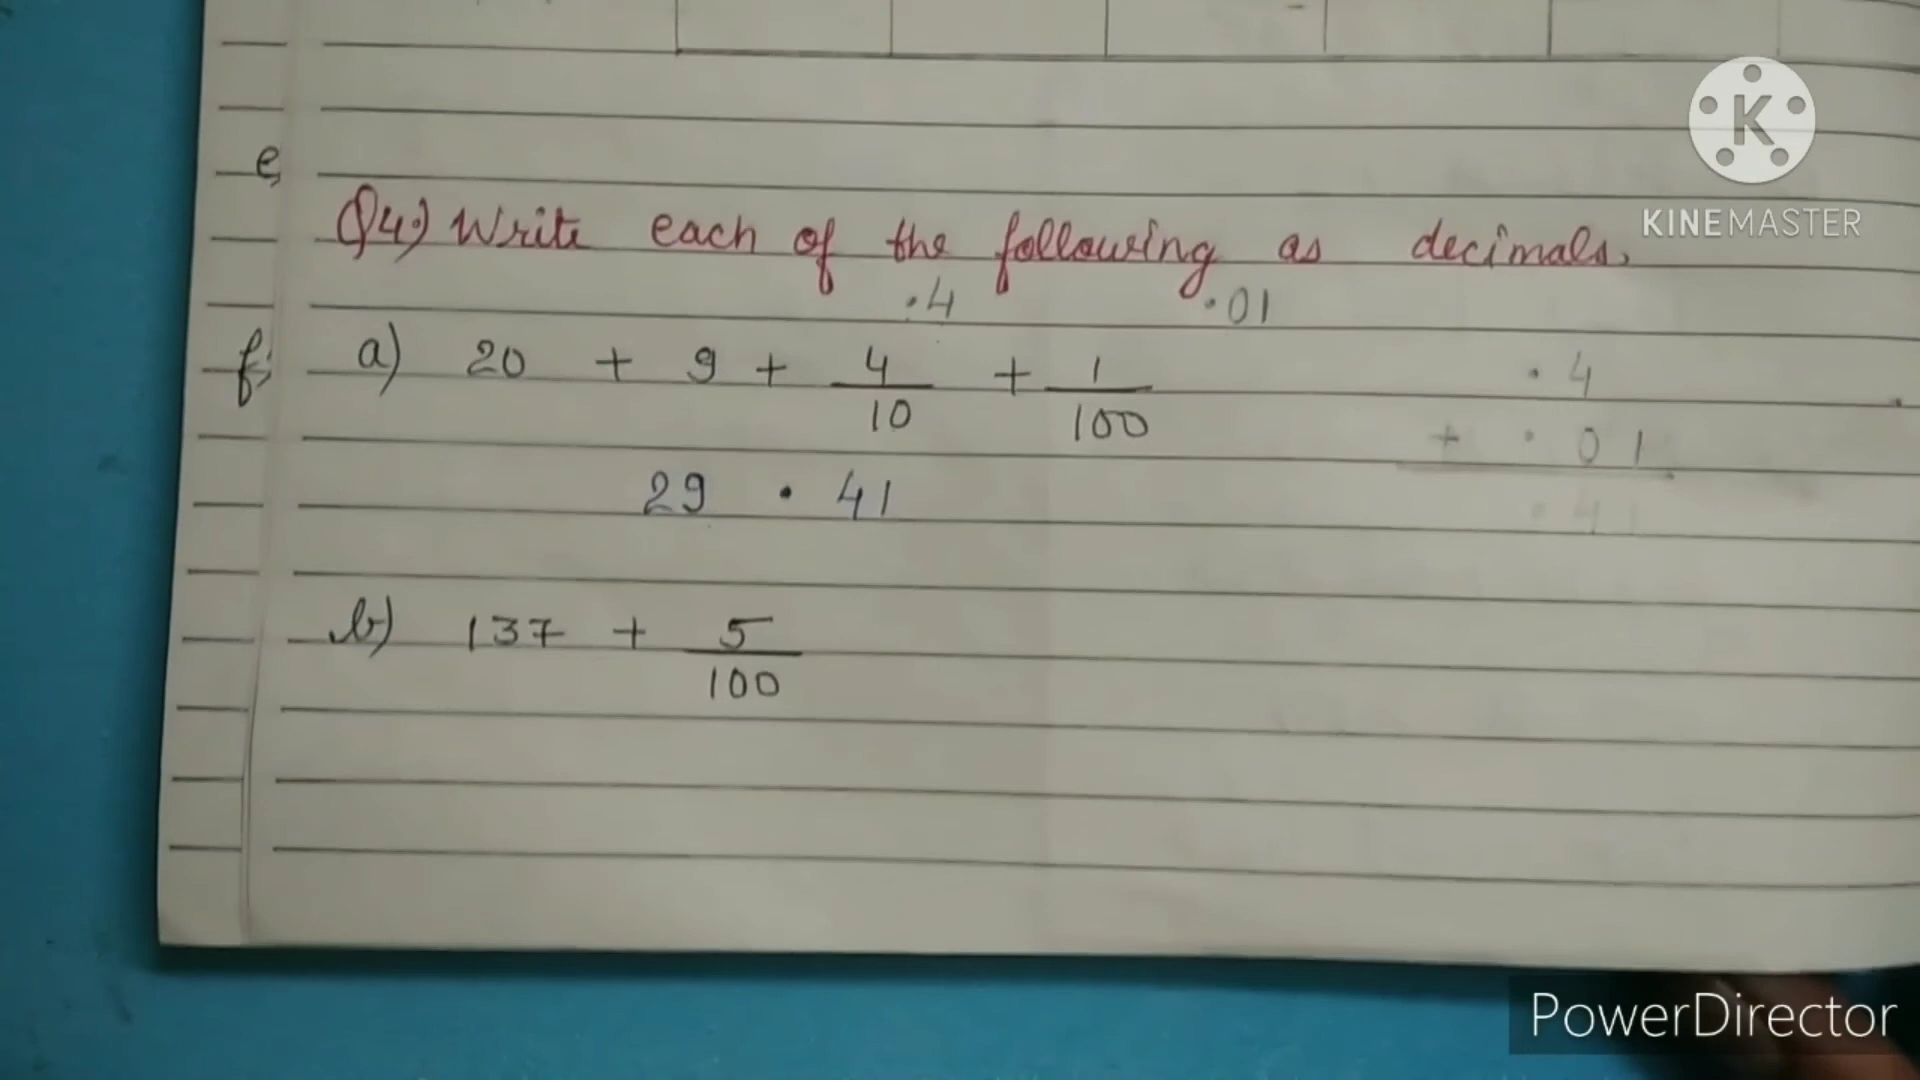 K
KINEMASTER
e,
Q4.) Write each of the following as decimals.
.4 .01
f, a) 20 + 9 + 4/10 + 1/100
.4
+ .01
.41
29 . 41
b) 137 + 5/100
PowerDirector